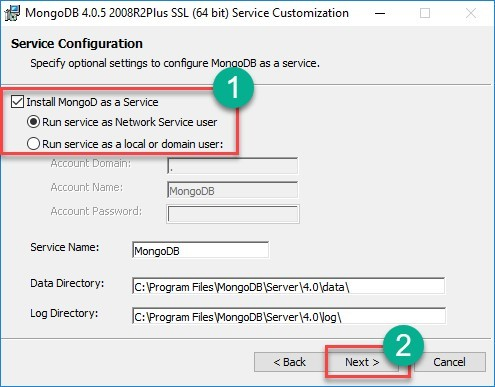 MongoDB 4.0.5 2008R2Plus SSL (64 bit) Service Customization
Service Configuration
Specify optional settings to configure MongoDB as a service.
1
Install MongoD as a Service
Run service as Network Service user
Run service as a local or domain user:
Account Domain: .
Account Name: MongoDB
Account Password:
Service Name: MongoDB
Data Directory: C:\Program Files\MongoDB\Server\4.0\data\
Log Directory: C:\Program Files\MongoDB\Server\4.0\log\
2
< Back Next > Cancel